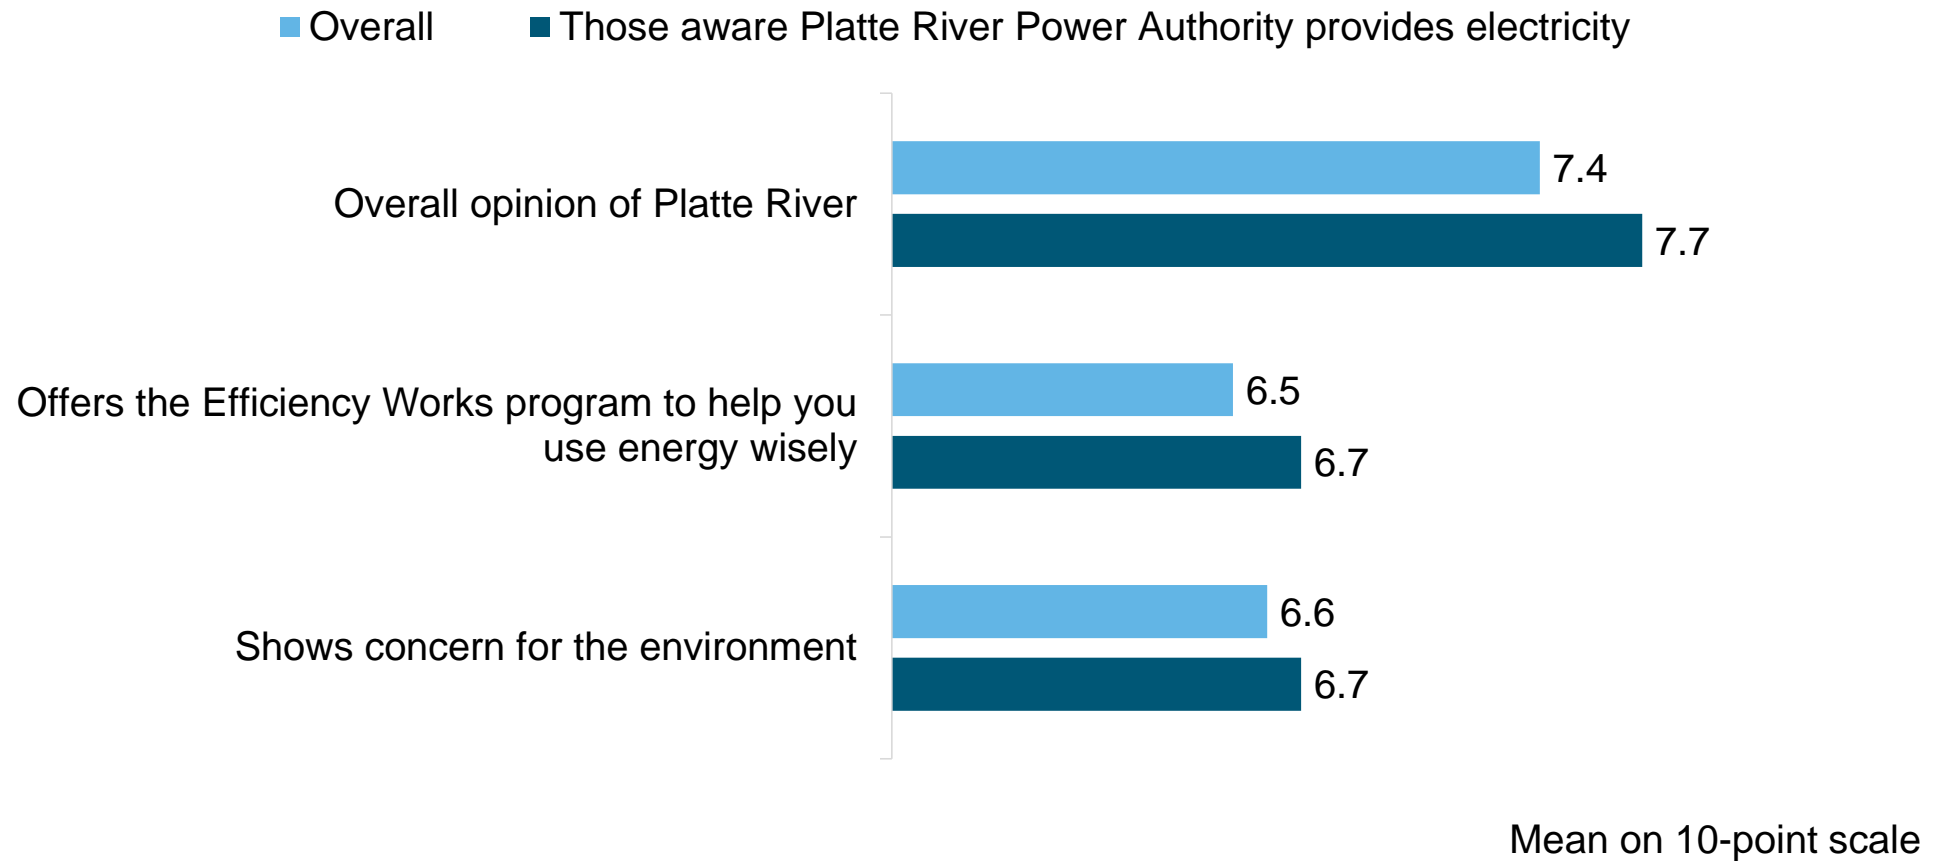 Overall
Those aware Platte River Power Authority provides electricity
Overall opinion of Platte River
7.4
7.7
Offers the Efficiency Works program to help you
use energy wisely
6.5
6.7
Shows concern for the environment
6.6
6.7
Mean on 10-point scale